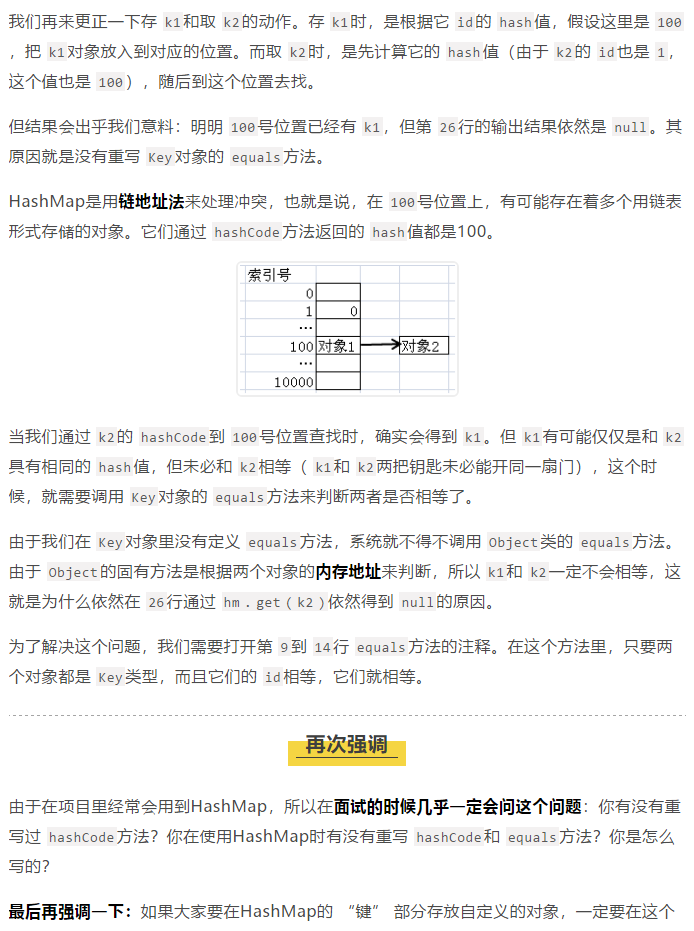 我们再来更正一下存 k1和取 k2的动作。存 k1时，是根据它 id的 hash值，假设这里是 100
，把 k1对象放入到对应的位置。而取 k2时，是先计算它的 hash值（由于 k2的 id也是 1，
这个值也是 100），随后到这个位置去找。
但结果会出乎我们意料：明明 100号位置已经有 k1，但第 26行的输出结果依然是 null。其
原因就是没有重写 Key对象的 equals方法。
HashMap是用链地址法来处理冲突，也就是说，在 100号位置上，有可能存在着多个用链表
形式存储的对象。它们通过 hashCode方法返回的 hash值都是100。
索引号
0
1 0
…
100 对象1 对象2
…
10000
当我们通过 k2的 hashCode到 100号位置查找时，确实会得到 k1。但 k1有可能仅仅是和 k2
具有相同的 hash值，但未必和 k2相等（ k1和 k2两把钥匙未必能开同一扇门），这个时
候，就需要调用 Key对象的 equals方法来判断两者是否相等了。
由于我们在 Key对象里没有定义 equals方法，系统就不得不调用 Object类的 equals方法。
由于 Object的固有方法是根据两个对象的内存地址来判断，所以 k1和 k2一定不会相等，这
就是为什么依然在 26行通过 hm.get(k2)依然得到 null的原因。
为了解决这个问题，我们需要打开第 9到 14行 equals方法的注释。在这个方法里，只要两
个对象都是 Key类型，而且它们的 id相等，它们就相等。
再次强调
由于在项目里经常会用到HashMap，所以在面试的时候几乎一定会问这个问题：你有没有重
写过 hashCode方法？你在使用HashMap时有没有重写 hashCode和 equals方法？你是怎么
写的？
最后再强调一下：如果大家要在HashMap的 “键” 部分存放自定义的对象，一定要在这个